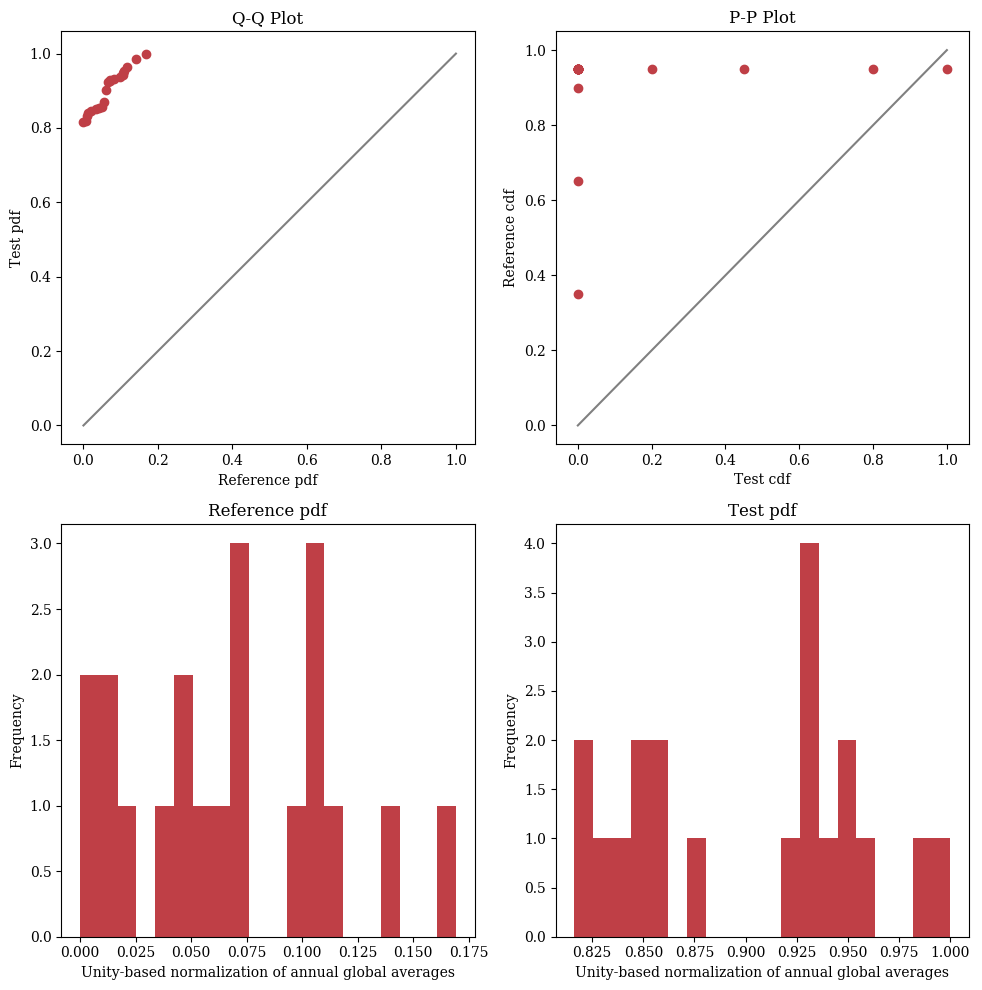 Q-Q Plot
1.0
0.8
0.6
0.4
0.2
0.0
Test pdf
0.0 0.2 0.4 0.6 0.8 1.0
Reference pdf
P-P Plot
1.0
0.8
0.6
0.4
0.2
0.0
Reference cdf
0.0 0.2 0.4 0.6 0.8 1.0
Test cdf
Reference pdf
3.0
2.5
2.0
1.5
1.0
0.5
0.0
Frequency
0.000 0.025 0.050 0.075 0.100 0.125 0.150 0.175
Unity-based normalization of annual global averages
Test pdf
4.0
3.5
3.0
2.5
2.0
1.5
1.0
0.5
0.0
Frequency
0.825 0.850 0.875 0.900 0.925 0.950 0.975 1.000
Unity-based normalization of annual global averages